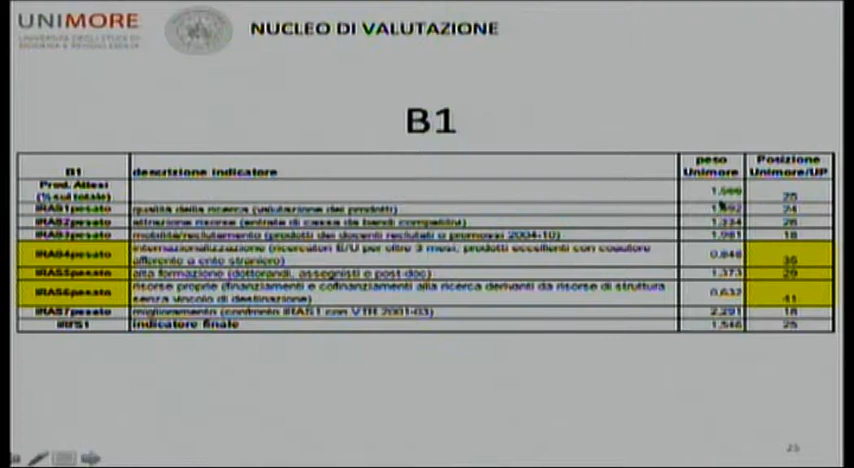 UNIMORE
UNIVERSITÀ DEGLI STUDI DI
MODENA E REGGIO EMILIA
NUCLEO DI VALUTAZIONE
B1
B1 descrizione indicatore peso Unimore Posizione Unimore/UP
Prod. Attesi (% sul totale) 25
IRAS1pesato qualità della ricerca (valutazione dei prodotti)
IRAS2pesato attrazione risorse (entrate di cassa da bandi competitivi) 1,334
IRAS3pesato mobilità/reclutamento (prodotti dei docenti reclutati o promossi 2004-10) 1,981 18
IRAS4pesato internazionalizzazione (ricercatori E/U per oltre 3 mesi; prodotti eccellenti con coautore
afferente a ente straniero) 0,848
IRAS5pesato alta formazione (dottorandi, assegnisti e post-doc) 1,373 29
IRAS6pesato risorse proprie (finanziamenti e cofinanziamenti alla ricerca derivanti da risorse di struttura
senza vincolo di destinazione) 0,632 41
IRAS7pesato miglioramento (confronto IRAS1 con VTR 2001-03) 2,291 18
IRFS1 indicatore finale 1,546 25
25